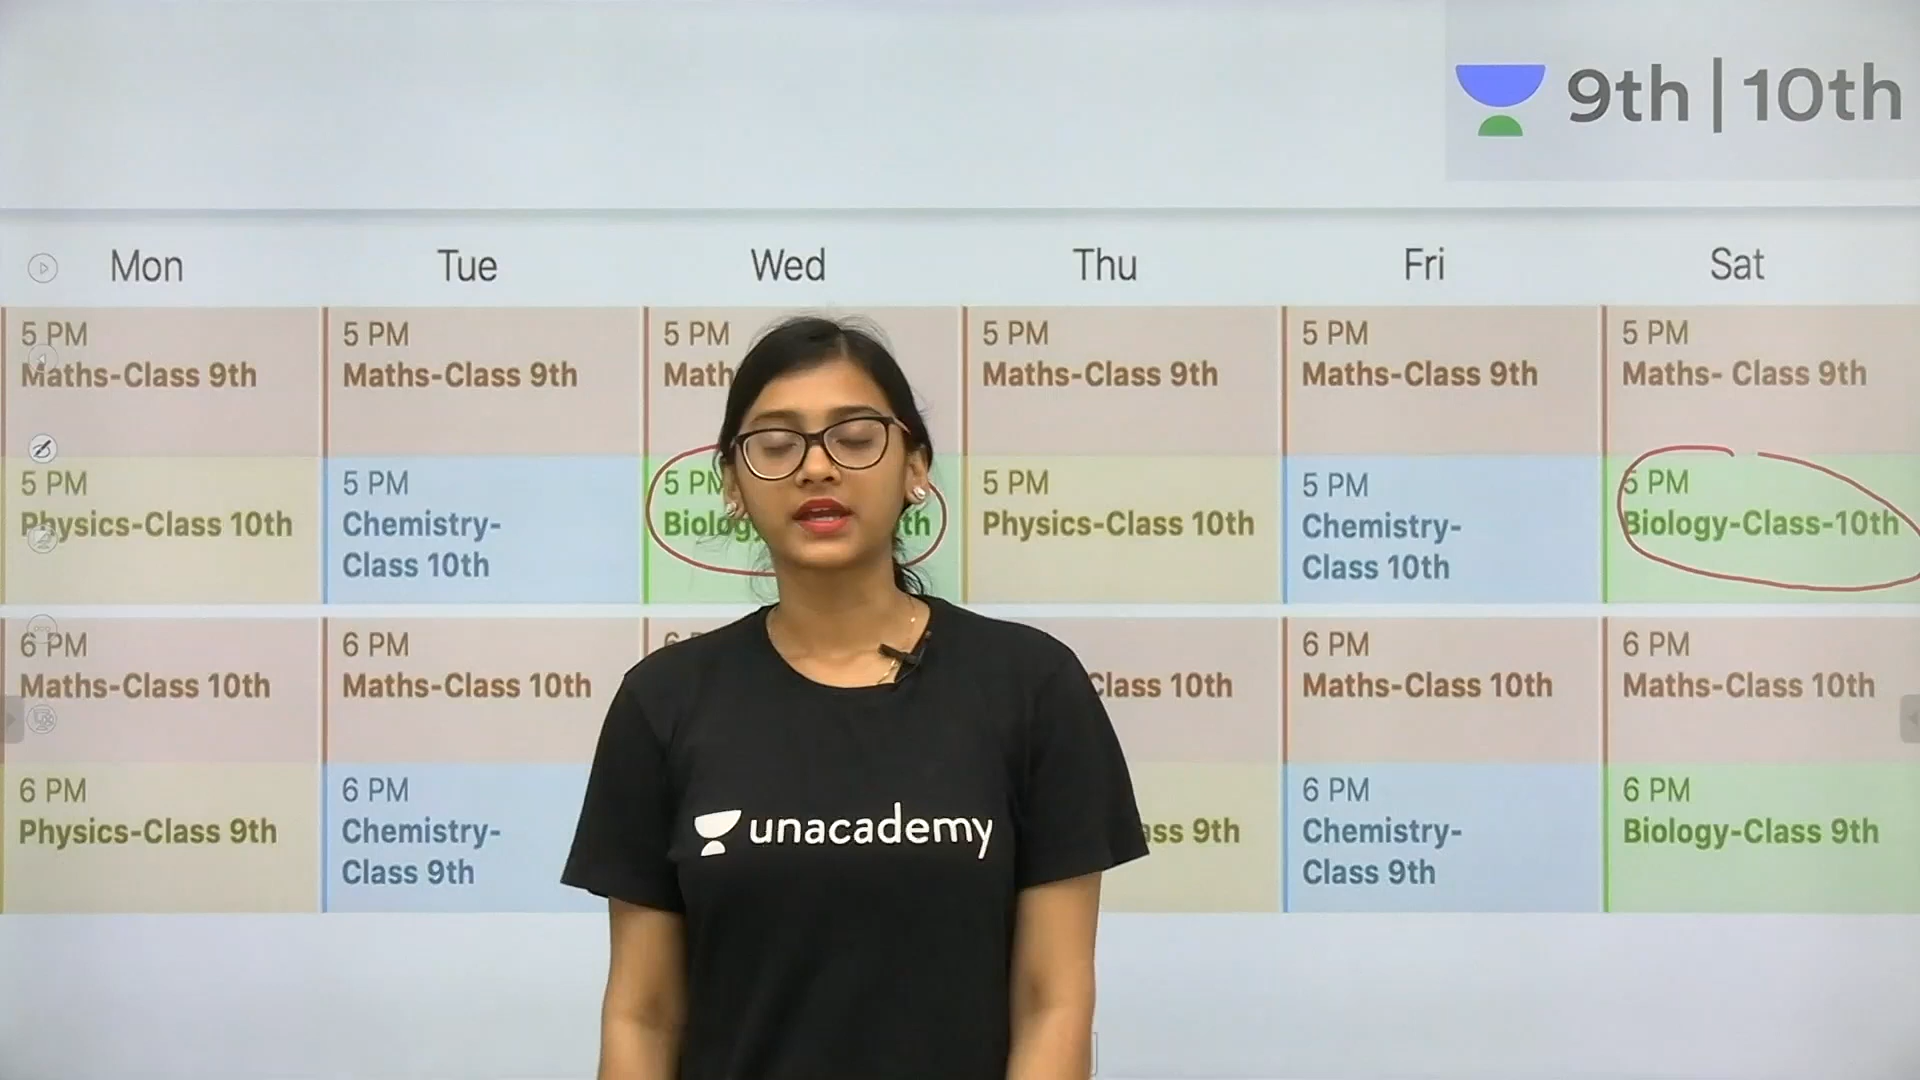 9th | 10th
Mon Tue Wed Thu Fri Sat
5 PM 5 PM 5 PM 5 PM 5 PM 5 PM
Maths-Class 9th Maths-Class 9th Maths-Class 9th Maths-Class 9th Maths- Class 9th
5 PM 5 PM 5 PM 5 PM 5 PM 5 PM
Physics-Class 10th Chemistry- Physics-Class 10th Chemistry- Biology-Class-10th
Class 10th Class 10th
6 PM 6 PM 6 PM 6 PM
Maths-Class 10th Maths-Class 10th Class 10th Maths-Class 10th Maths-Class 10th
6 PM 6 PM 6 PM 6 PM
Physics-Class 9th Chemistry- 9th Chemistry- Biology-Class 9th
Class 9th Class 9th
unacademy